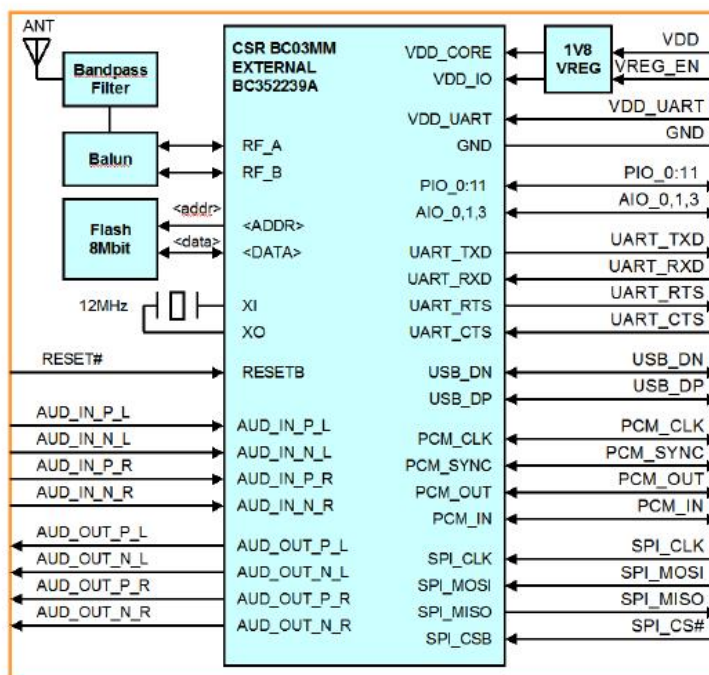 ANT
Bandpass
Filter
Balun
Flash
8Mbit
<addr>
<data>
12MHz
RESET#
AUD_IN_P_L
AUD_IN_N_L
AUD_IN_P_R
AUD_IN_N_R
AUD_OUT_P_L
AUD_OUT_N_L
AUD_OUT_P_R
AUD_OUT_N_R
CSR BC03MM
EXTERNAL
BC352239A
RF_A
RF_B
<ADDR>
<DATA>
XI
XO
RESETB
AUD_IN_P_L
AUD_IN_N_L
AUD_IN_P_R
AUD_IN_N_R
AUD_OUT_P_L
AUD_OUT_N_L
AUD_OUT_P_R
AUD_OUT_N_R
VDD_CORE
VDD_IO
VDD_UART
GND
PIO_0:11
AIO_0,1,3
UART_TXD
UART_RXD
UART_RTS
UART_CTS
USB_DN
USB_DP
PCM_CLK
PCM_SYNC
PCM_OUT
PCM_IN
SPI_CLK
SPI_MOSI
SPI_MISO
SPI_CSB
1V8
VREG
VDD
VREG_EN
VDD_UART
GND
PIO_0:11
AIO_0,1,3
UART_TXD
UART_RXD
UART_RTS
UART_CTS
USB_DN
USB_DP
PCM_CLK
PCM_SYNC
PCM_OUT
PCM_IN
SPI_CLK
SPI_MOSI
SPI_MISO
SPI_CS#